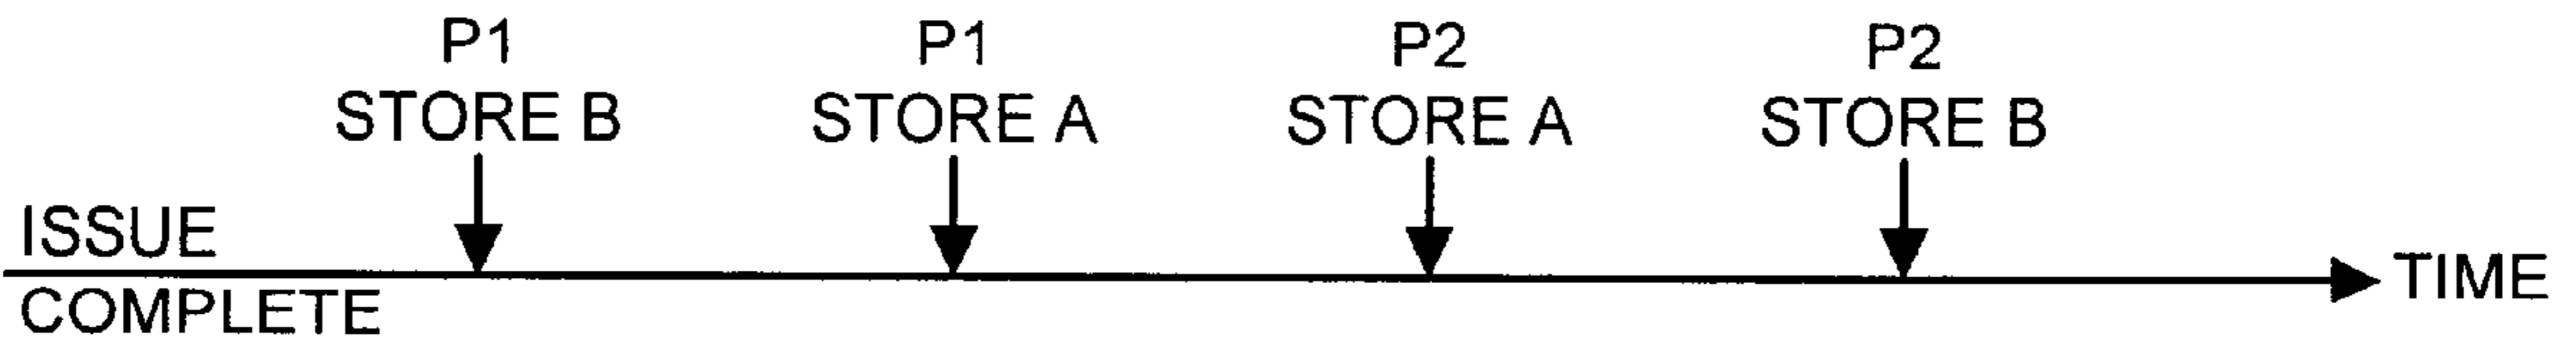 P1 P1 P2 P2
STORE B STORE A STORE A STORE B
ISSUE
TIME
COMPLETE